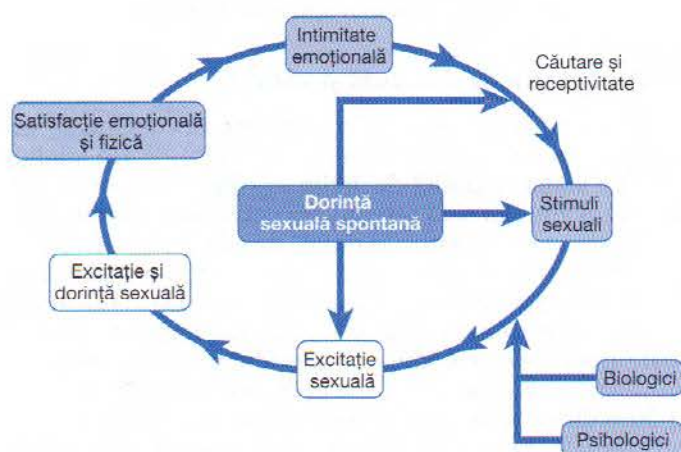 Intimitate
emoțională
Căutare și
receptivitate
Satisfacție emoțională
și fizică
Dorință
sexuală spontană
Stimuli
sexuali
Excitație și
dorință sexuală
Excitație
sexuală
Biologici
Psihologici